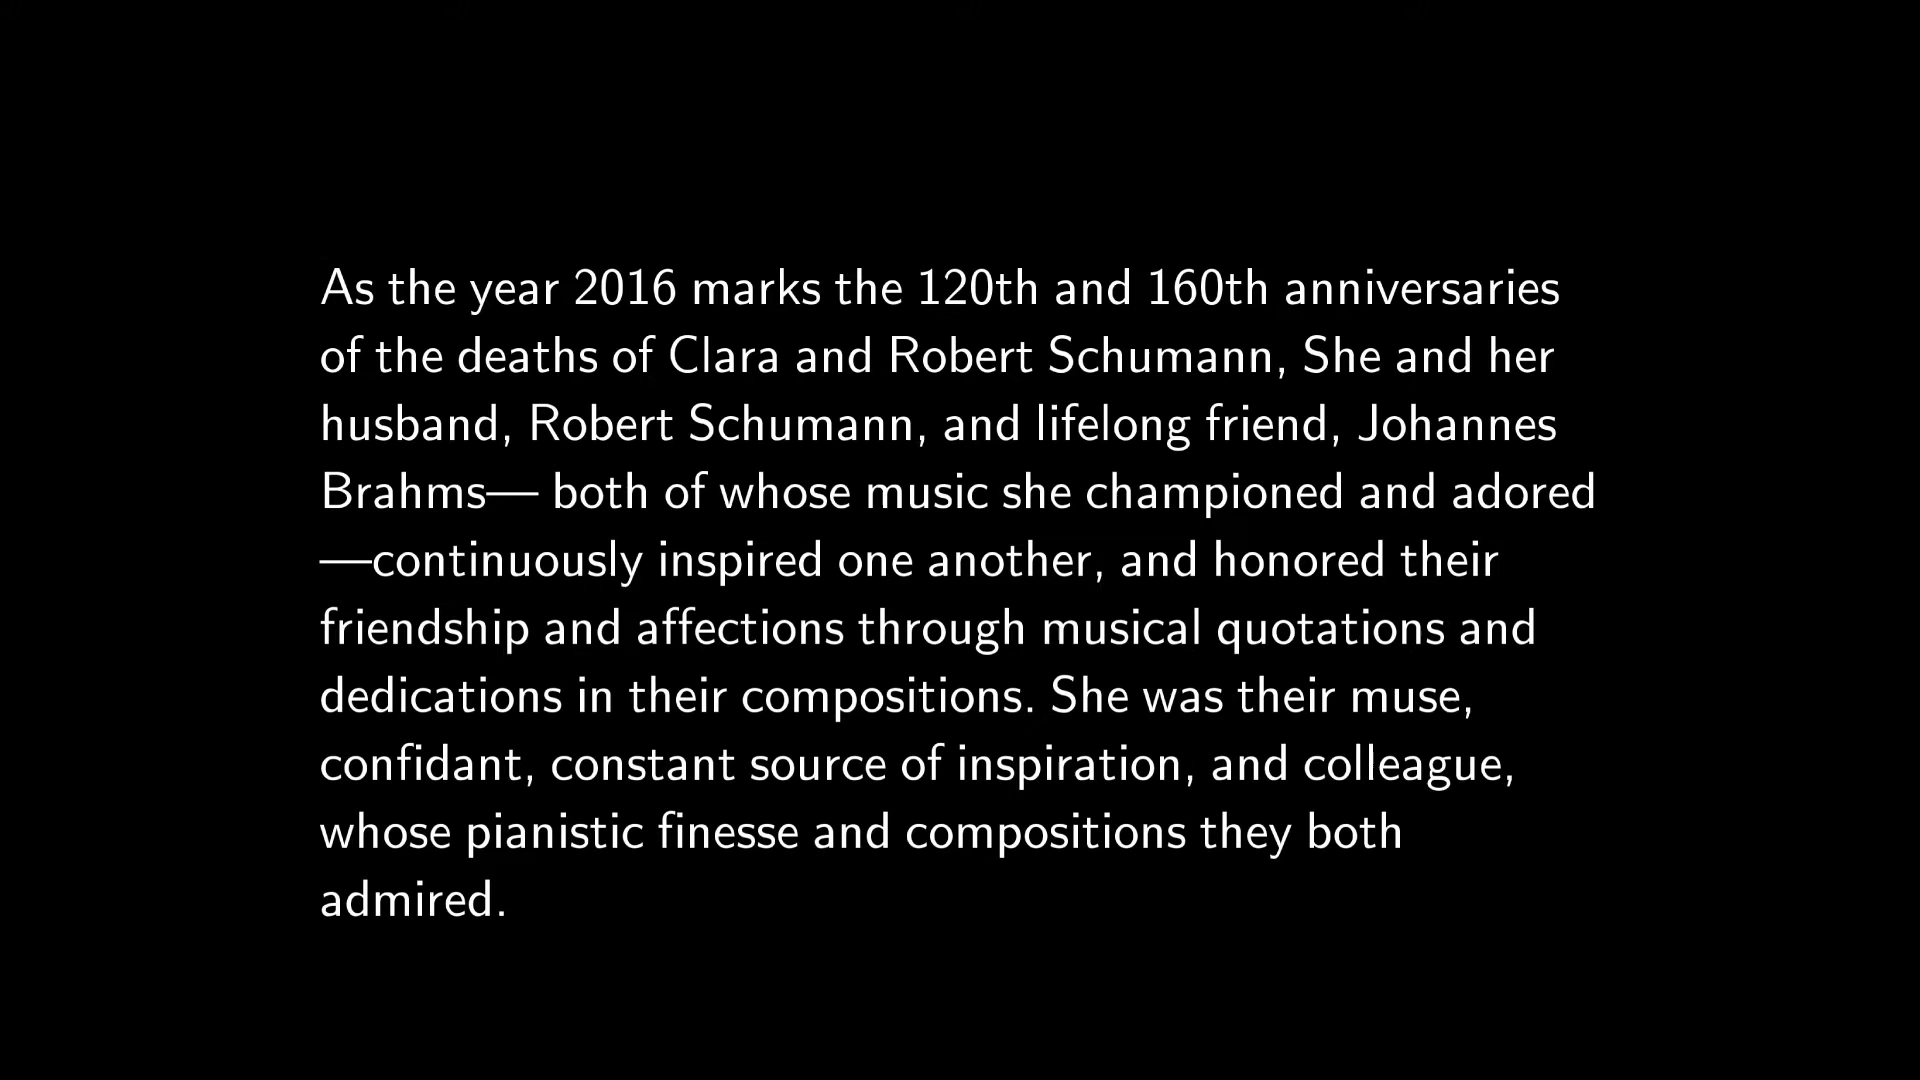 As the year 2016 marks the 120th and 160th anniversaries
of the deaths of Clara and Robert Schumann, She and her
husband, Robert Schumann, and lifelong friend, Johannes
Brahms— both of whose music she championed and adored
—continuously inspired one another, and honored their
friendship and affections through musical quotations and
dedications in their compositions. She was their muse,
confidant, constant source of inspiration, and colleague,
whose pianistic finesse and compositions they both
admired.